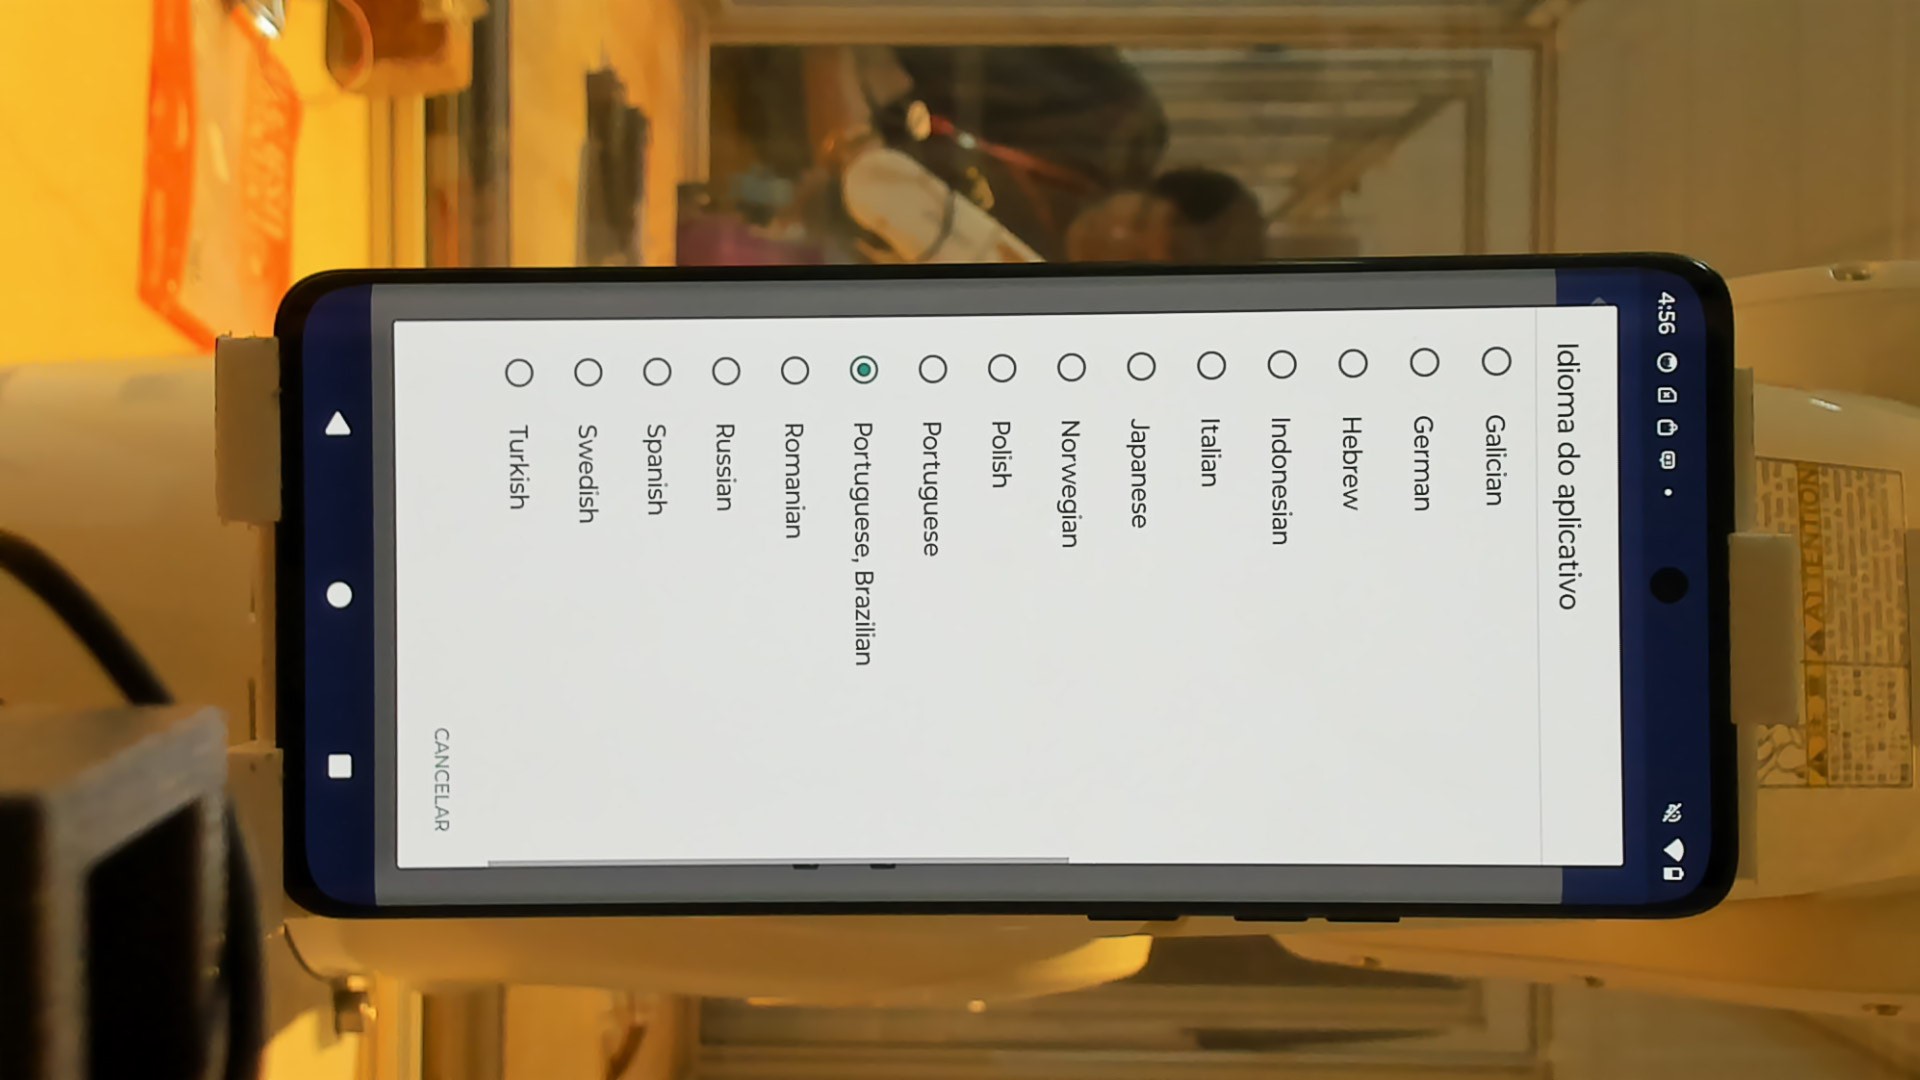 4:56
Idioma do aplicativo
Galician
German
Hebrew
Indonesian
Italian
Japanese
Norwegian
Polish
Portuguese
Portuguese, Brazilian
Romanian
Russian
Spanish
Swedish
Turkish
CANCELAR
ATTENTION